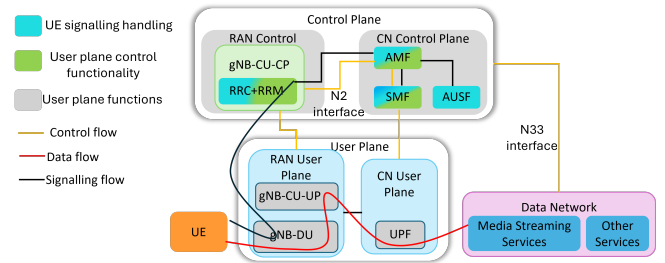 UE signalling handling
User plane control
functionality
User plane functions
Control flow
Data flow
Signalling flow
Control Plane
RAN Control
gNB-CU-CP
RRC+RRM
N2
interface
CN Control Plane
AMF
SMF
AUSF
N33
interface
User Plane
RAN User
Plane
gNB-CU-UP
gNB-DU
CN User
Plane
UPF
UE
Data Network
Media Streaming
Services
Other
Services